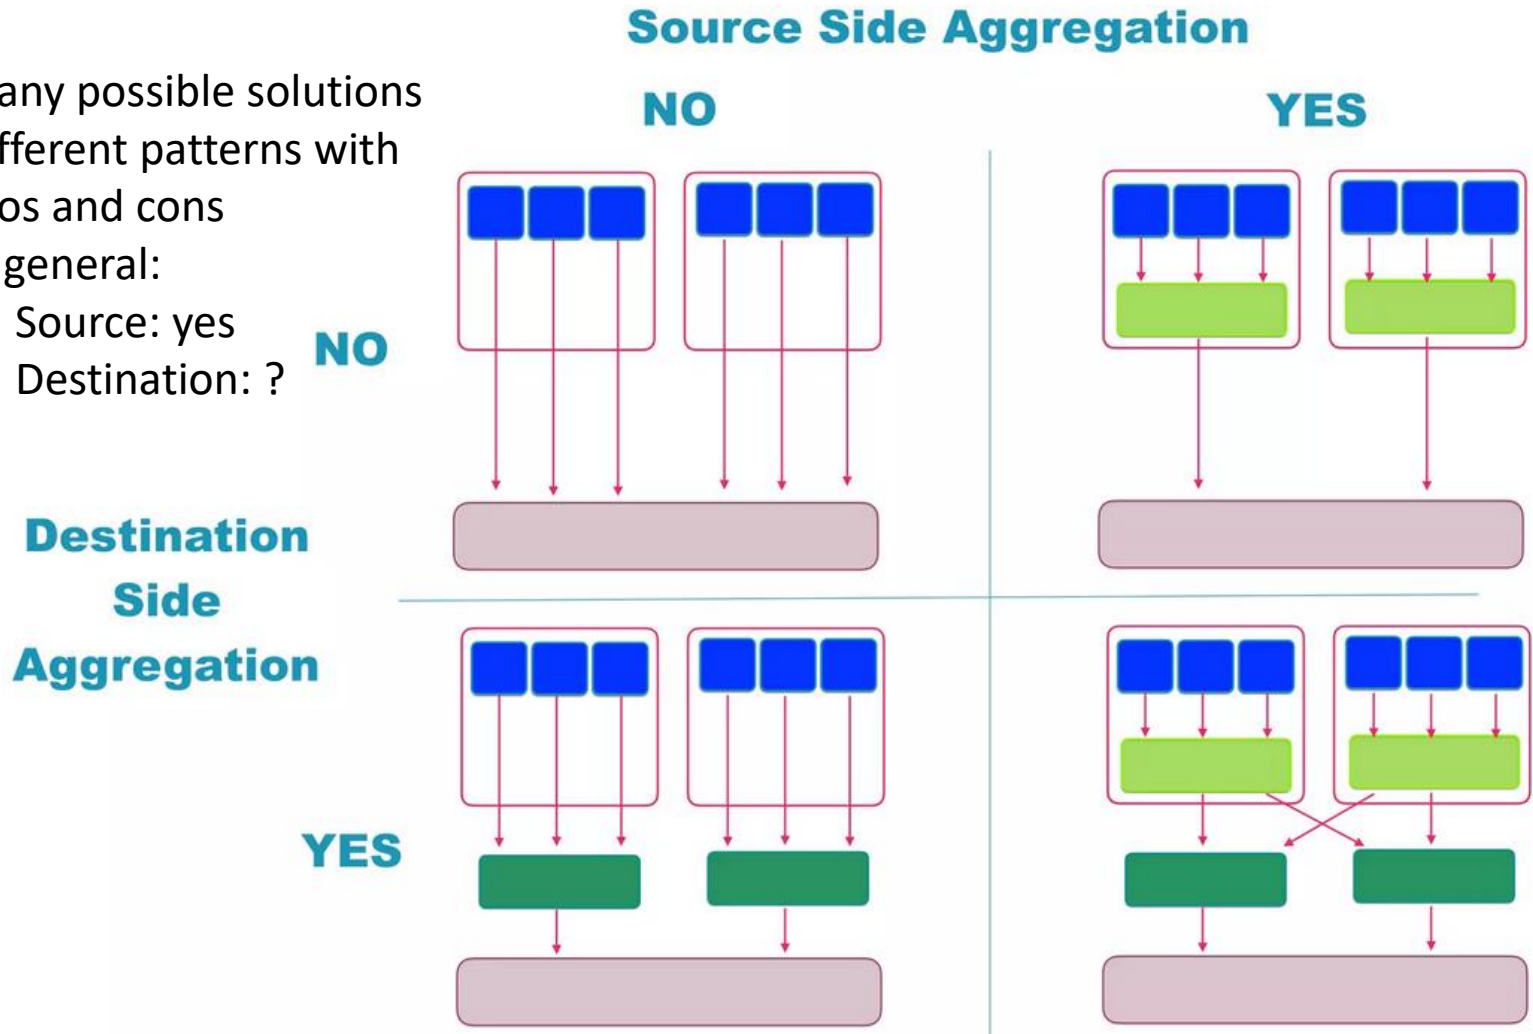 Source Side Aggregation
NO
YES
any possible solutions
fferent patterns with
os and cons
general:
Source: yes
Destination: ?
NO
Destination
Side
Aggregation
YES